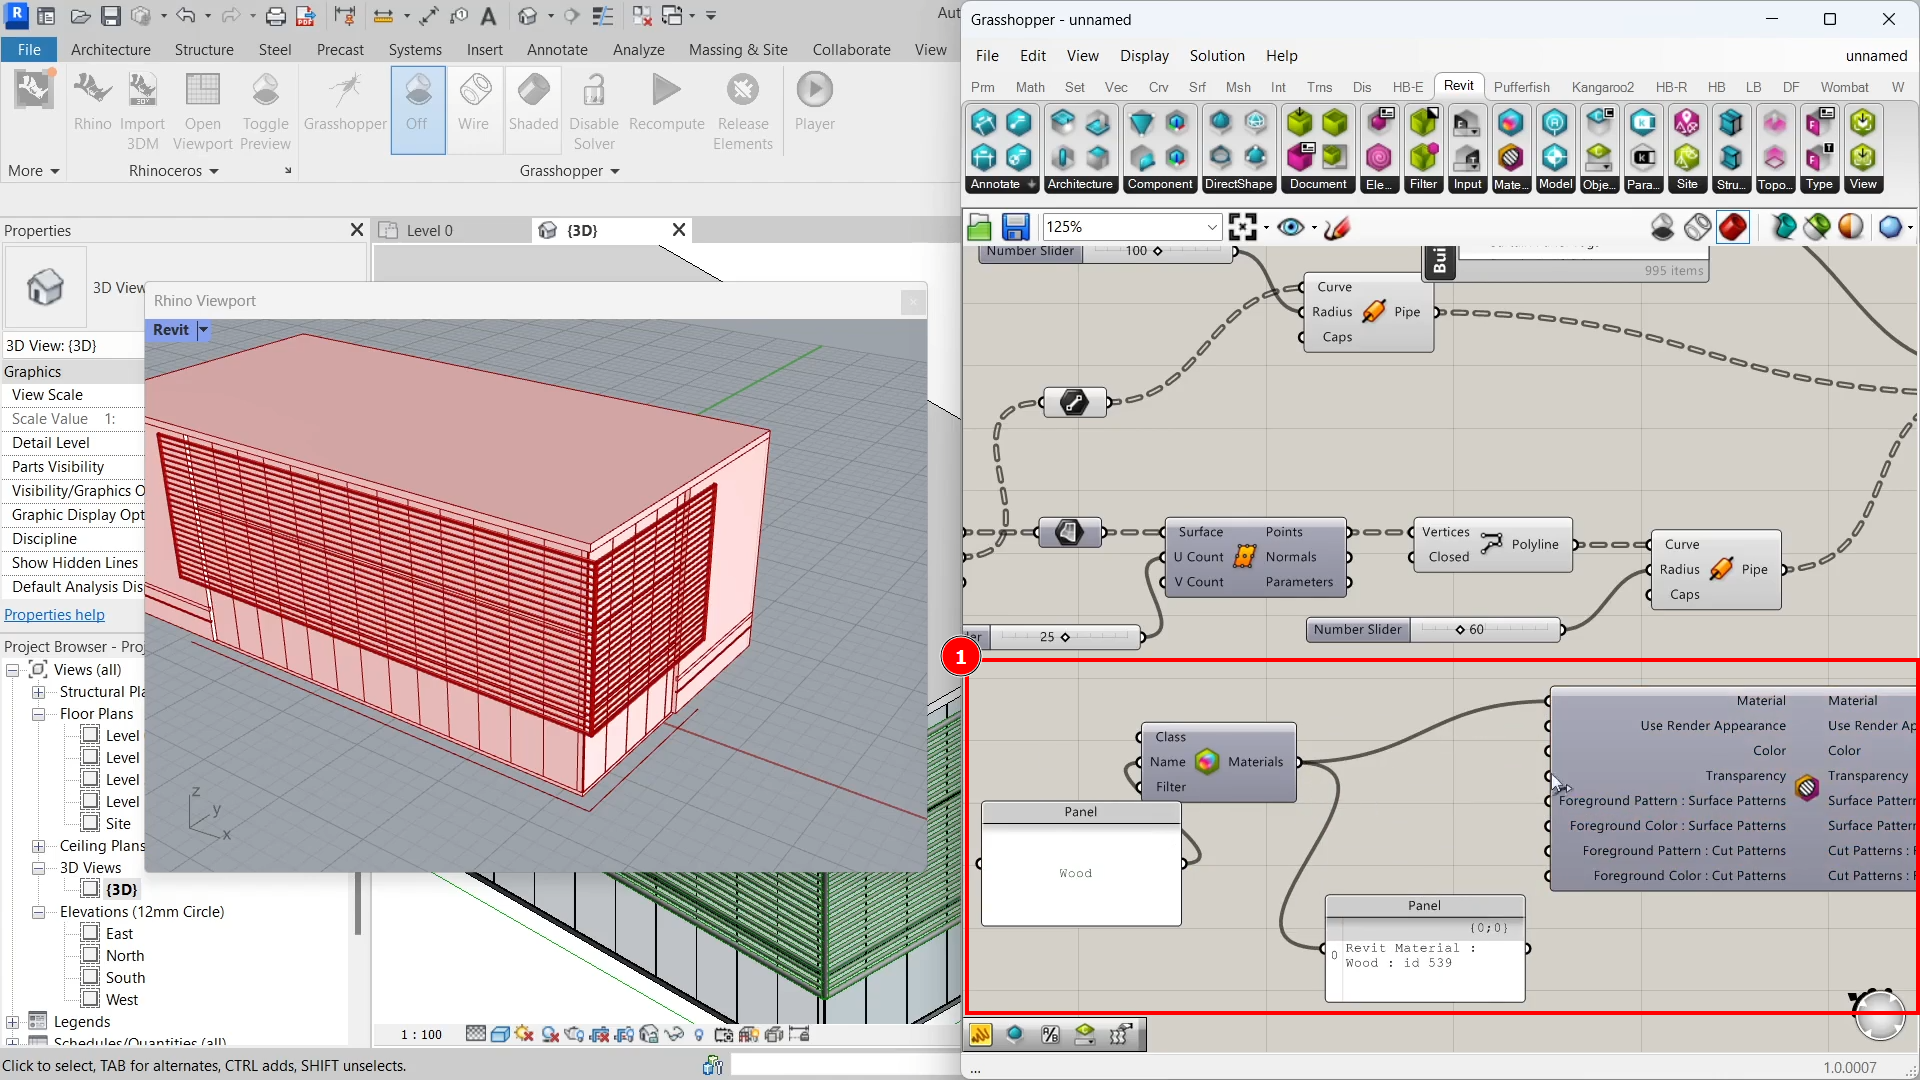 Aut
File
Architecture
Structure
Steel
Precast
Systems
Insert
Annotate
Analyze
Massing & Site
Collaborate
View
Rhino
Import
3DM
Open
Viewport
Toggle
Preview
Grasshopper
Off
Wire
Shaded
Disable
Solver
Recompute
Release
Elements
Player
More
Rhinoceros
Grasshopper
Properties
3D View
3D View: {3D}
Graphics
View Scale
Scale Value 1:
Detail Level
Parts Visibility
Visibility/Graphics O
Graphic Display Opt
Discipline
Show Hidden Lines
Default Analysis Dis
Properties help
Project Browser - Proj
Views (all)
Structural Pla
Floor Plans
Level
Level
Level
Level
Site
Ceiling Plans
3D Views
{3D}
Elevations (12mm Circle)
East
North
South
West
Legends
Schedules/Quantities (all)
Level 0
{3D}
Rhino Viewport
Revit
z
y
x
1 : 100
Click to select, TAB for alternates, CTRL adds, SHIFT unselects.
Grasshopper - unnamed
File
Edit
View
Display
Solution
Help
unnamed
Prm
Math
Set
Vec
Crv
Srf
Msh
Int
Trns
Dis
HB-E
Revit
Pufferfish
Kangaroo2
HB-R
HB
LB
DF
Wombat
W
Annotate
Architecture
Component
DirectShape
Document
Ele...
Filter
Input
Mate...
Model
Obje...
Para...
Site
Stru...
Topo...
Type
View
125%
Number Slider
100
Bui
995 items
Curve
Radius
Caps
Pipe
Surface
U Count
V Count
Points
Normals
Parameters
Vertices
Closed
Polyline
Curve
Radius
Caps
Pipe
25
Number Slider
60
1
Class
Name
Filter
Materials
Panel
Wood
Panel
{0;0}
0
Revit Material :
Wood : id 539
Material
Use Render Appearance
Color
Transparency
Foreground Pattern : Surface Patterns
Foreground Color : Surface Patterns
Foreground Pattern : Cut Patterns
Foreground Color : Cut Patterns
Material
Use Render Ap
Color
Transparency
Surface Patter
Surface Patter
Cut Patterns : F
Cut Patterns : F
...
1.0.0007